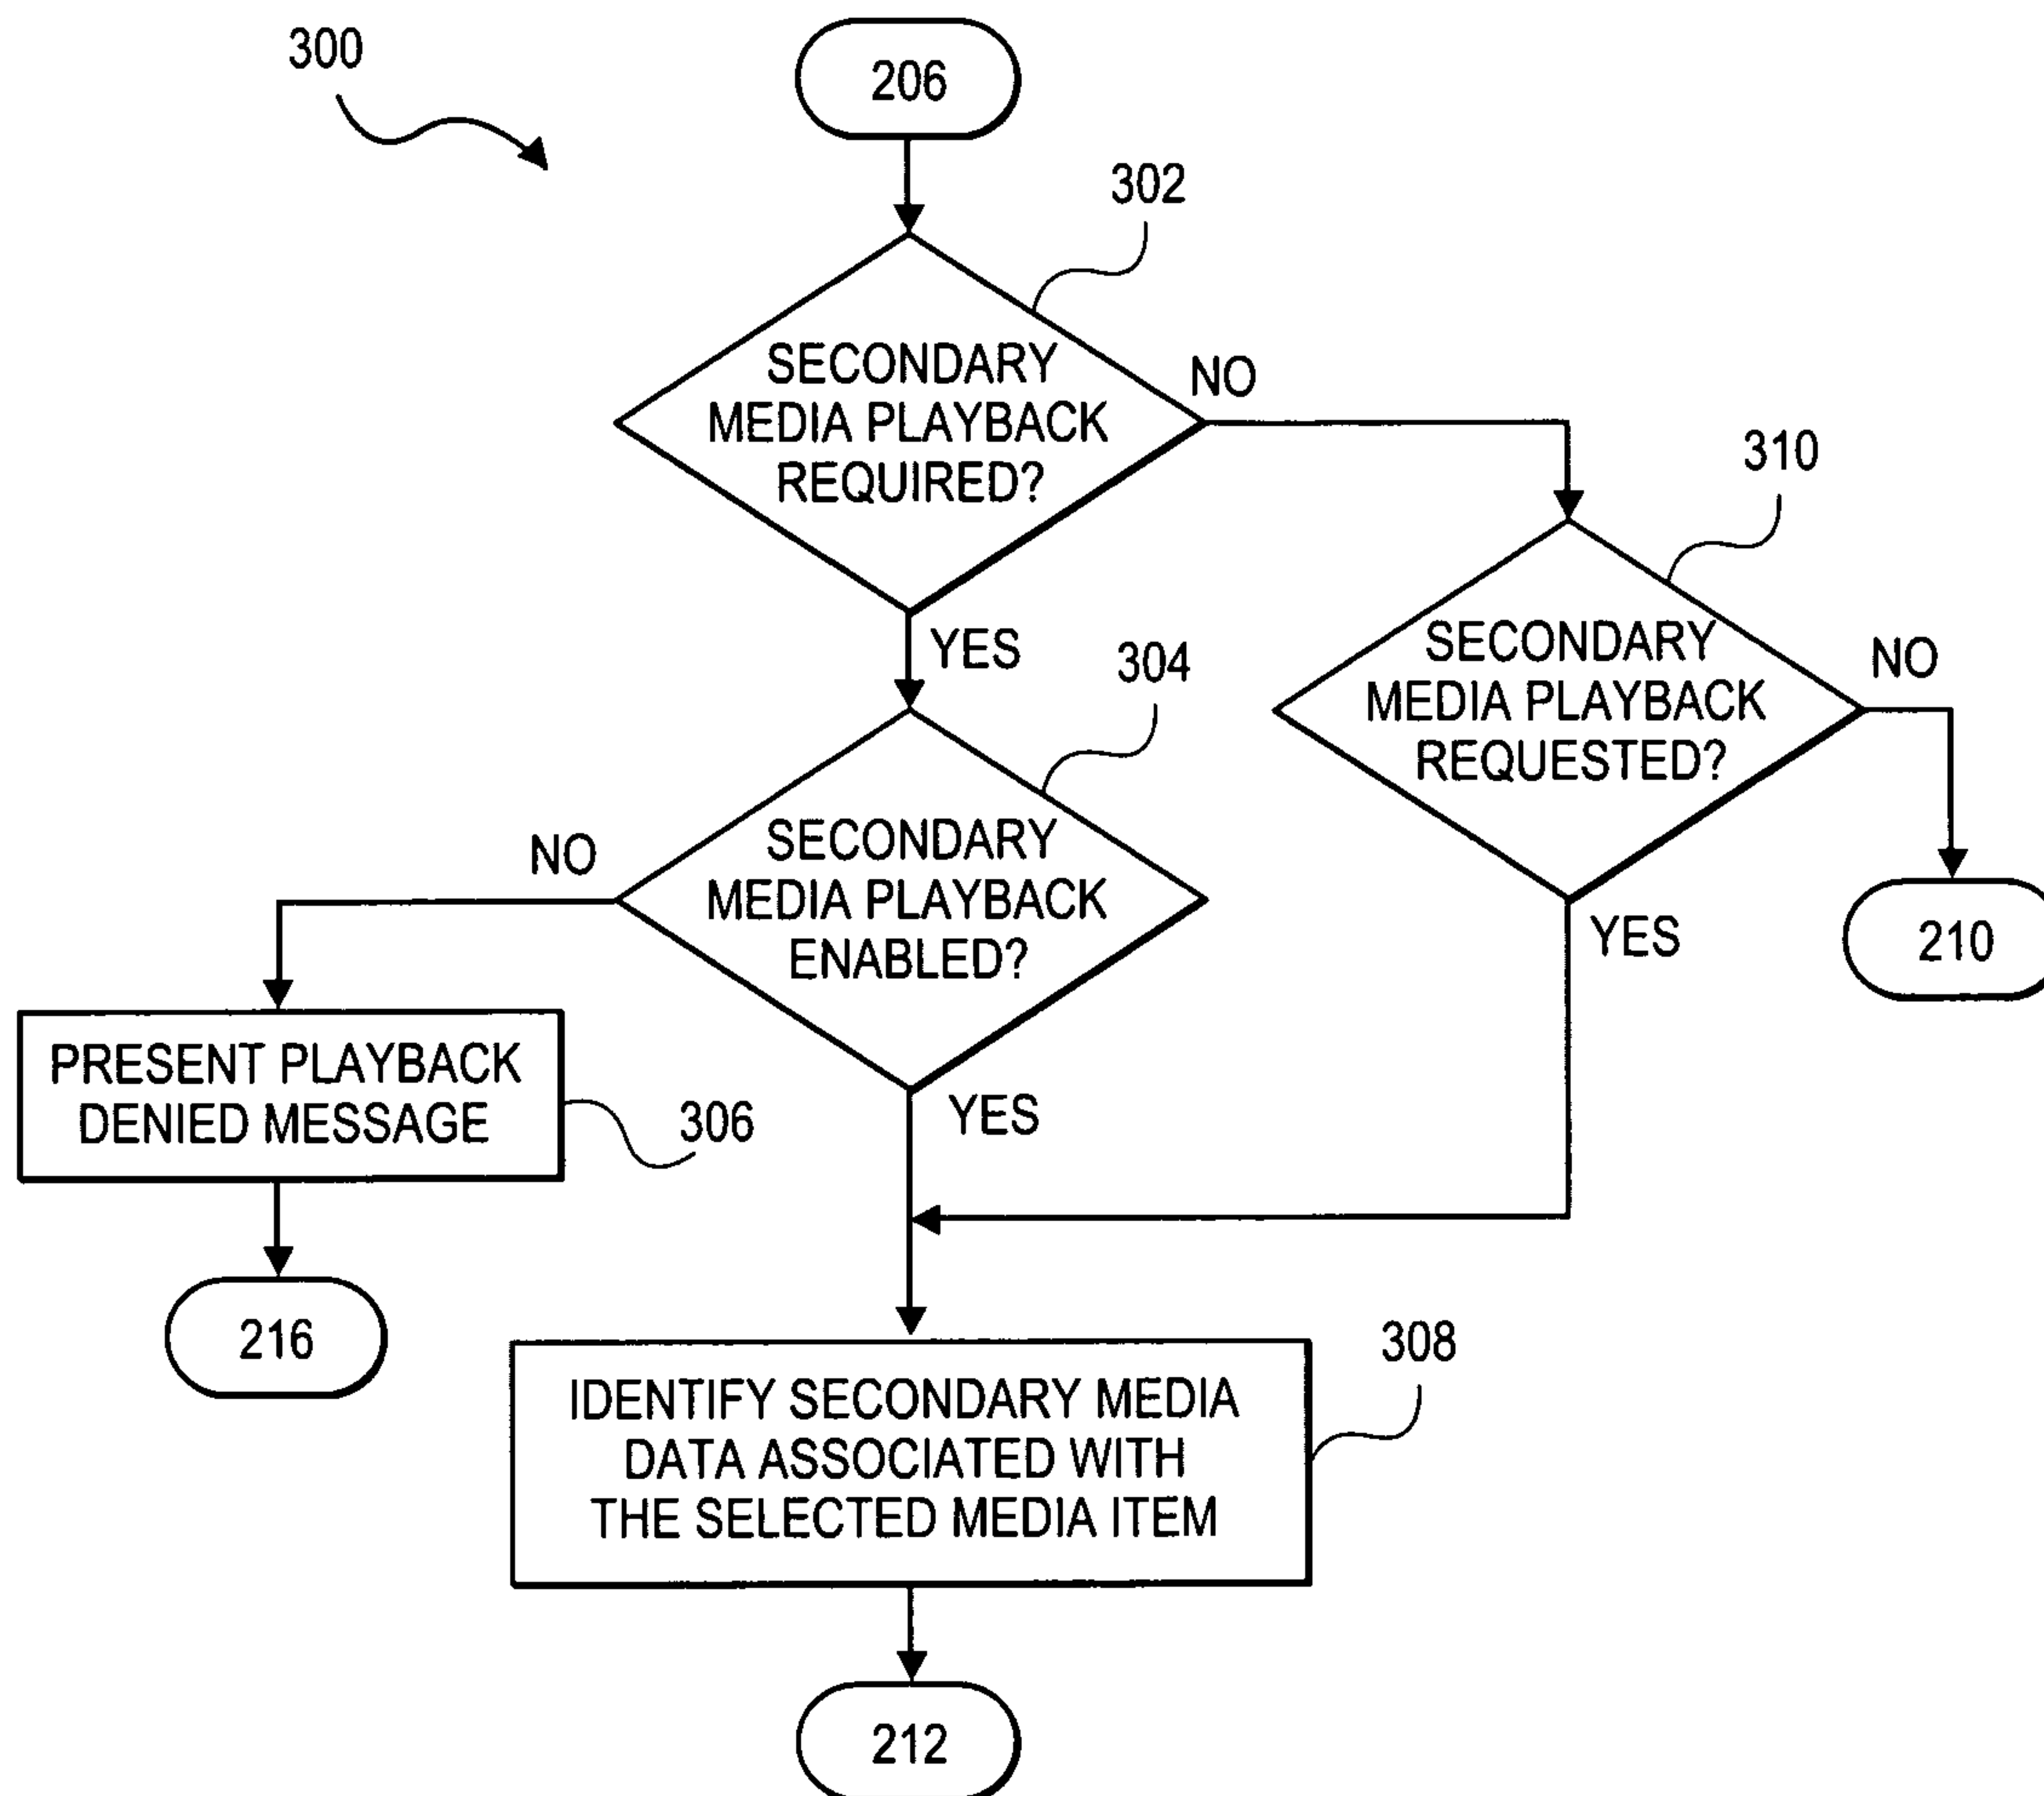 300
206
302
SECONDARY
MEDIA PLAYBACK
REQUIRED?
NO
310
YES
304
SECONDARY
MEDIA PLAYBACK
REQUESTED?
NO
SECONDARY
MEDIA PLAYBACK
ENABLED?
NO
YES
210
PRESENT PLAYBACK
DENIED MESSAGE
306
YES
216
308
IDENTIFY SECONDARY MEDIA
DATA ASSOCIATED WITH
THE SELECTED MEDIA ITEM
212